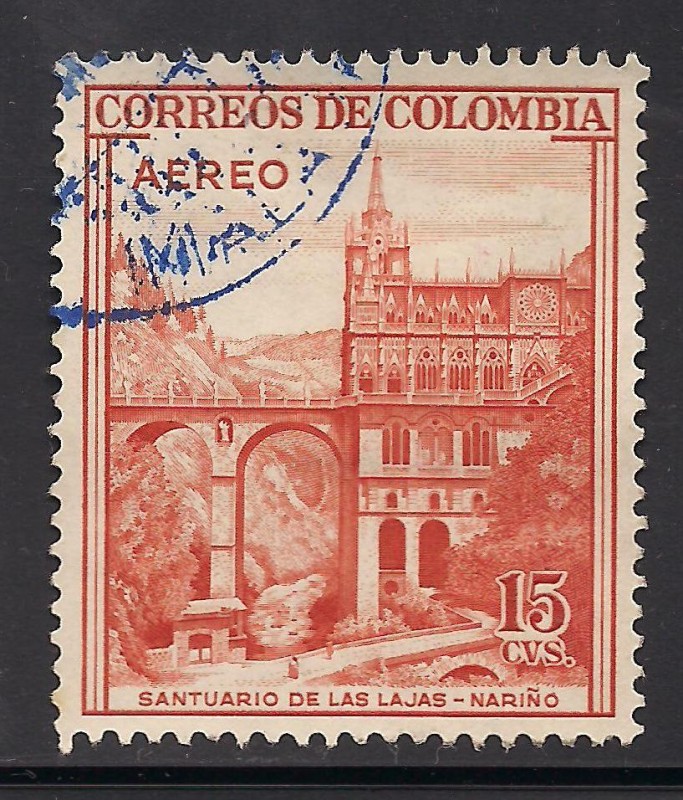 CORREOS DE COLOMBIA
AEREO
15
CVS.
SANTUARIO DE LAS LAJAS – NARIÑO